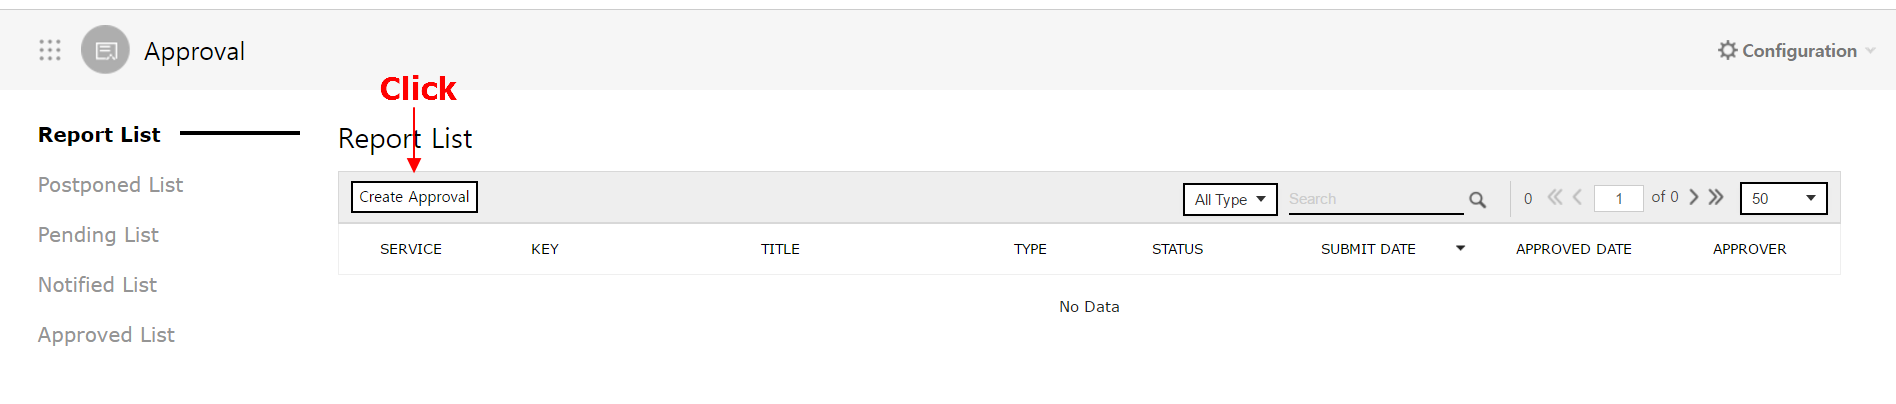 Approval
Configuration
Click
Report List
Postponed List
Pending List
Notified List
Approved List
Report List
Create Approval
All Type
Search
0
1
of 0
50
SERVICE KEY TITLE TYPE STATUS SUBMIT DATE APPROVED DATE APPROVER
No Data